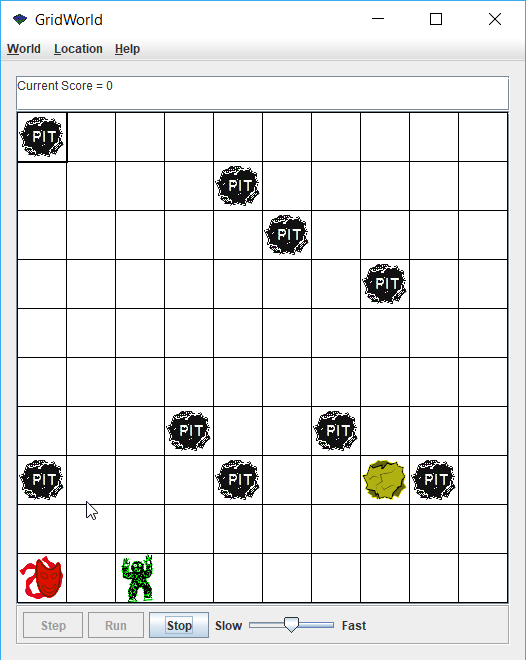 GridWorld
World Location Help
Current Score = 0
PIT
PIT
PIT
PIT
PIT PIT
PIT PIT PIT
Step Run Stop Slow Fast